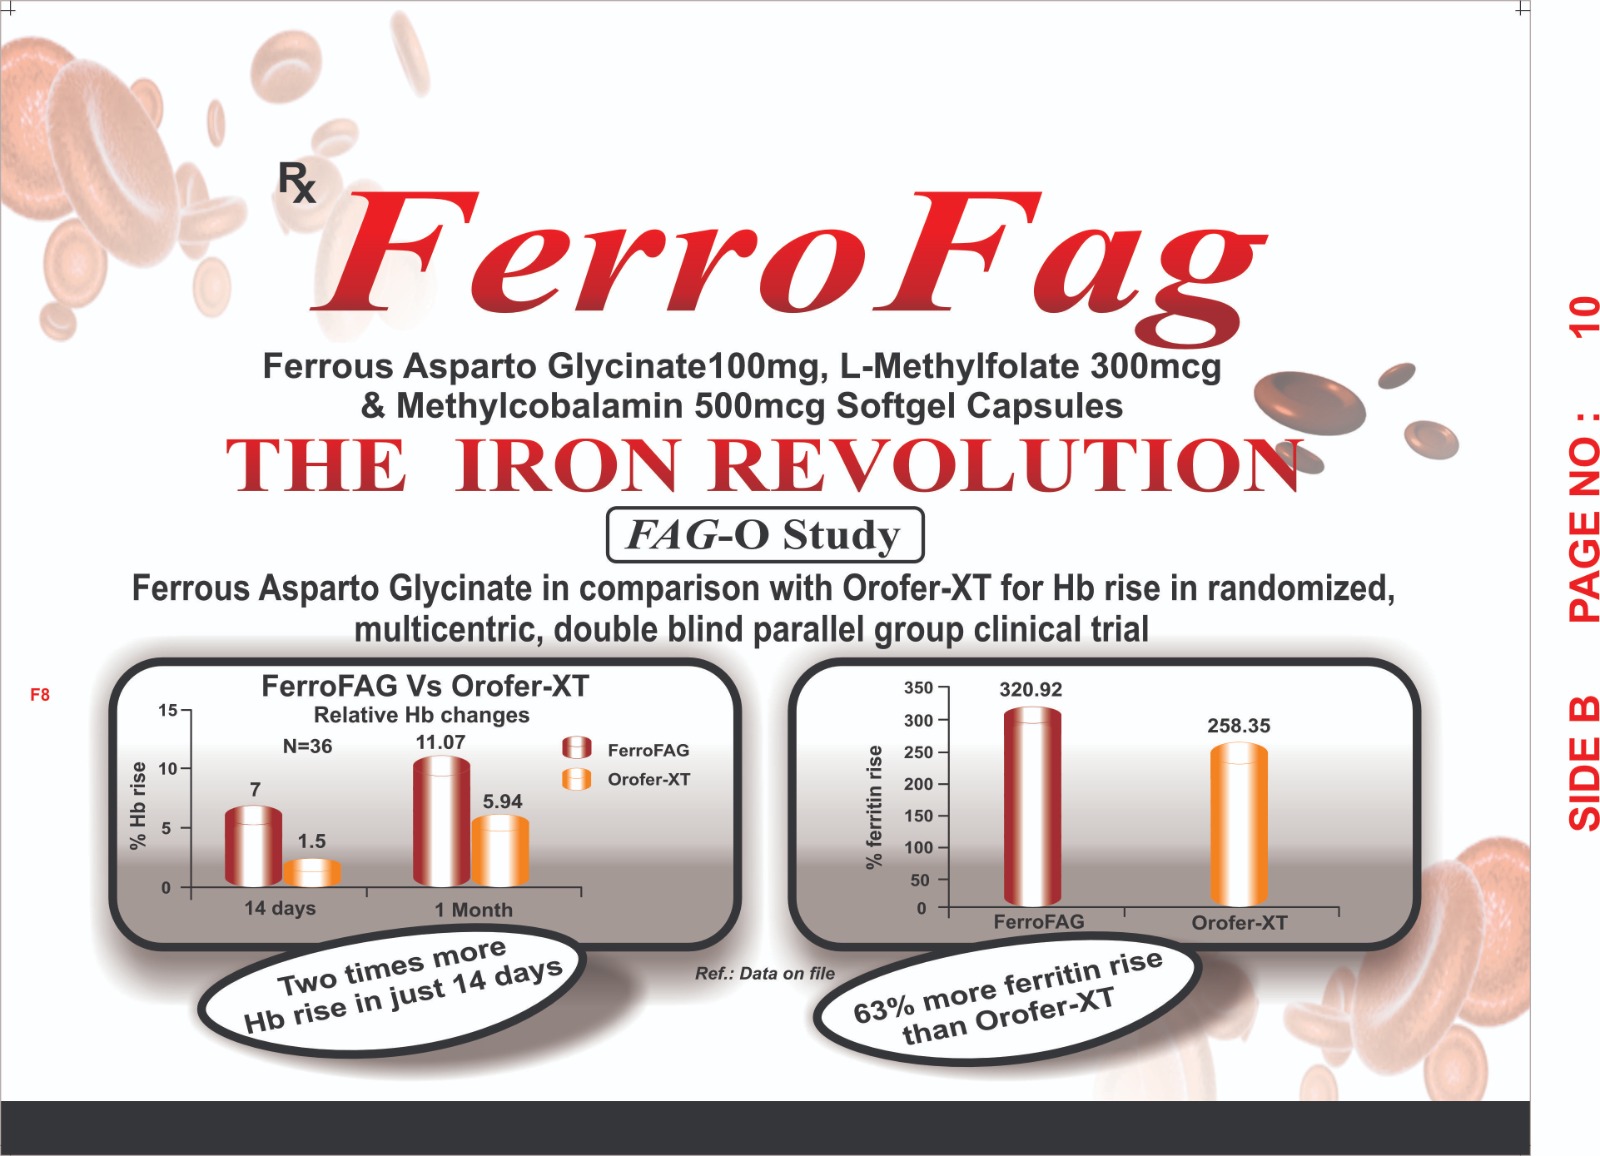 Rx
FerroFag
Ferrous Asparto Glycinate100mg, L-Methylfolate 300mcg
& Methylcobalamin 500mcg Softgel Capsules
THE IRON REVOLUTION
FAG-O Study
Ferrous Asparto Glycinate in comparison with Orofer-XT for Hb rise in randomized,
multicentric, double blind parallel group clinical trial
F8
FerroFAG Vs Orofer-XT
Relative Hb changes
N=36
% Hb rise
15
10
5
0
7
1.5
11.07
5.94
14 days
1 Month
FerroFAG
Orofer-XT
Two times more
Hb rise in just 14 days
Ref.: Data on file
% ferritin rise
350
300
250
200
150
100
50
0
320.92
258.35
FerroFAG
Orofer-XT
63% more ferritin rise
than Orofer-XT
SIDE B PAGE NO : 10